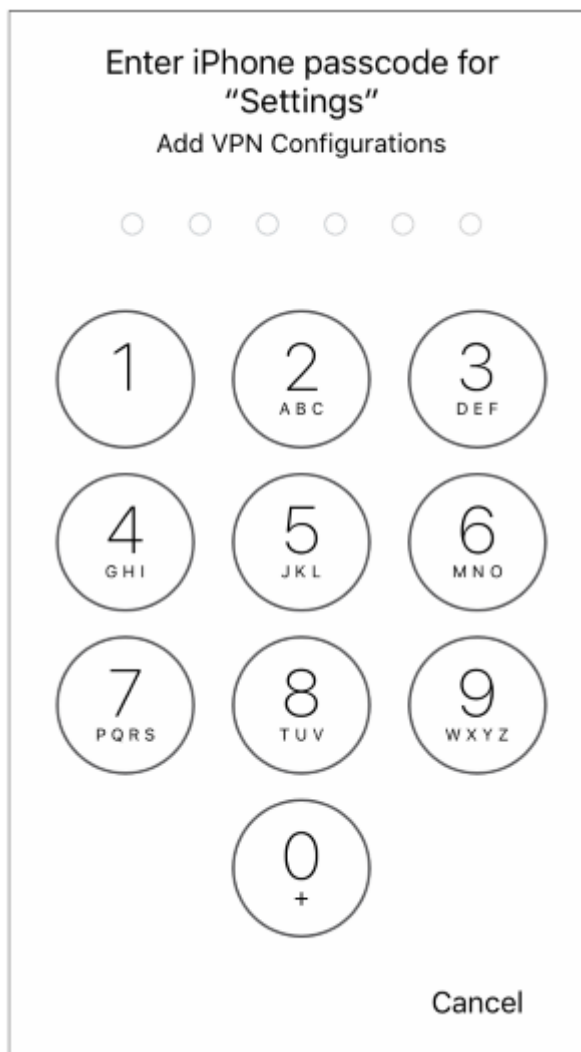 Enter iPhone passcode for
“Settings”
Add VPN Configurations
1 2 3
ABC DEF
4 5 6
GHI JKL MNO
7 8 9
PQRS TUV WXYZ
0
+
Cancel